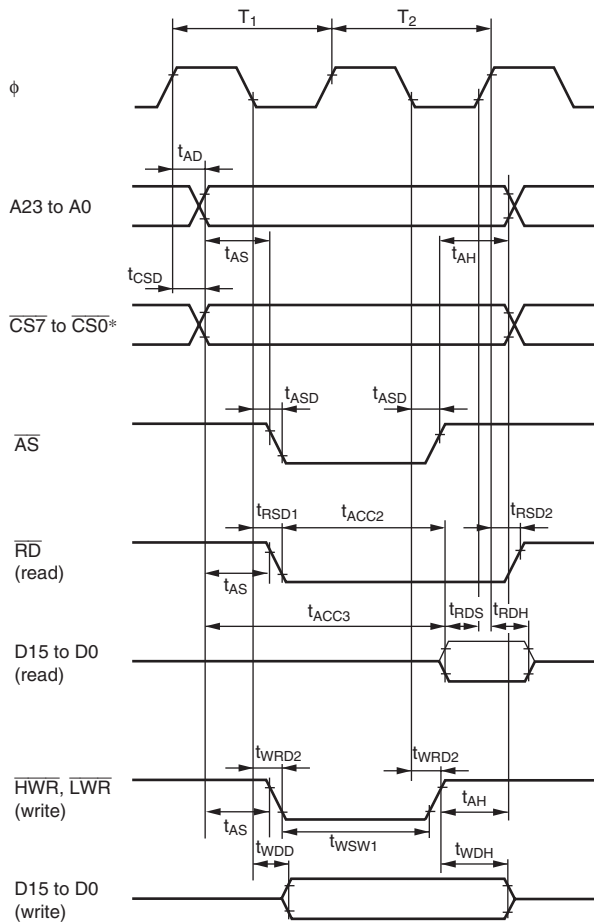 T1 T2
ϕ
tAD
A23 to A0
tAS tAH
tCSD
CS7 to CS0*
tASD tASD
AS
tRSD1 tACC2 tRSD2
RD
(read)
tAS
tACC3 tRDS tRDH
D15 to D0
(read)
tWRD2 tWRD2
HWR, LWR
(write)
tAS tAH
tWSW1
tWDD tWDH
D15 to D0
(write)